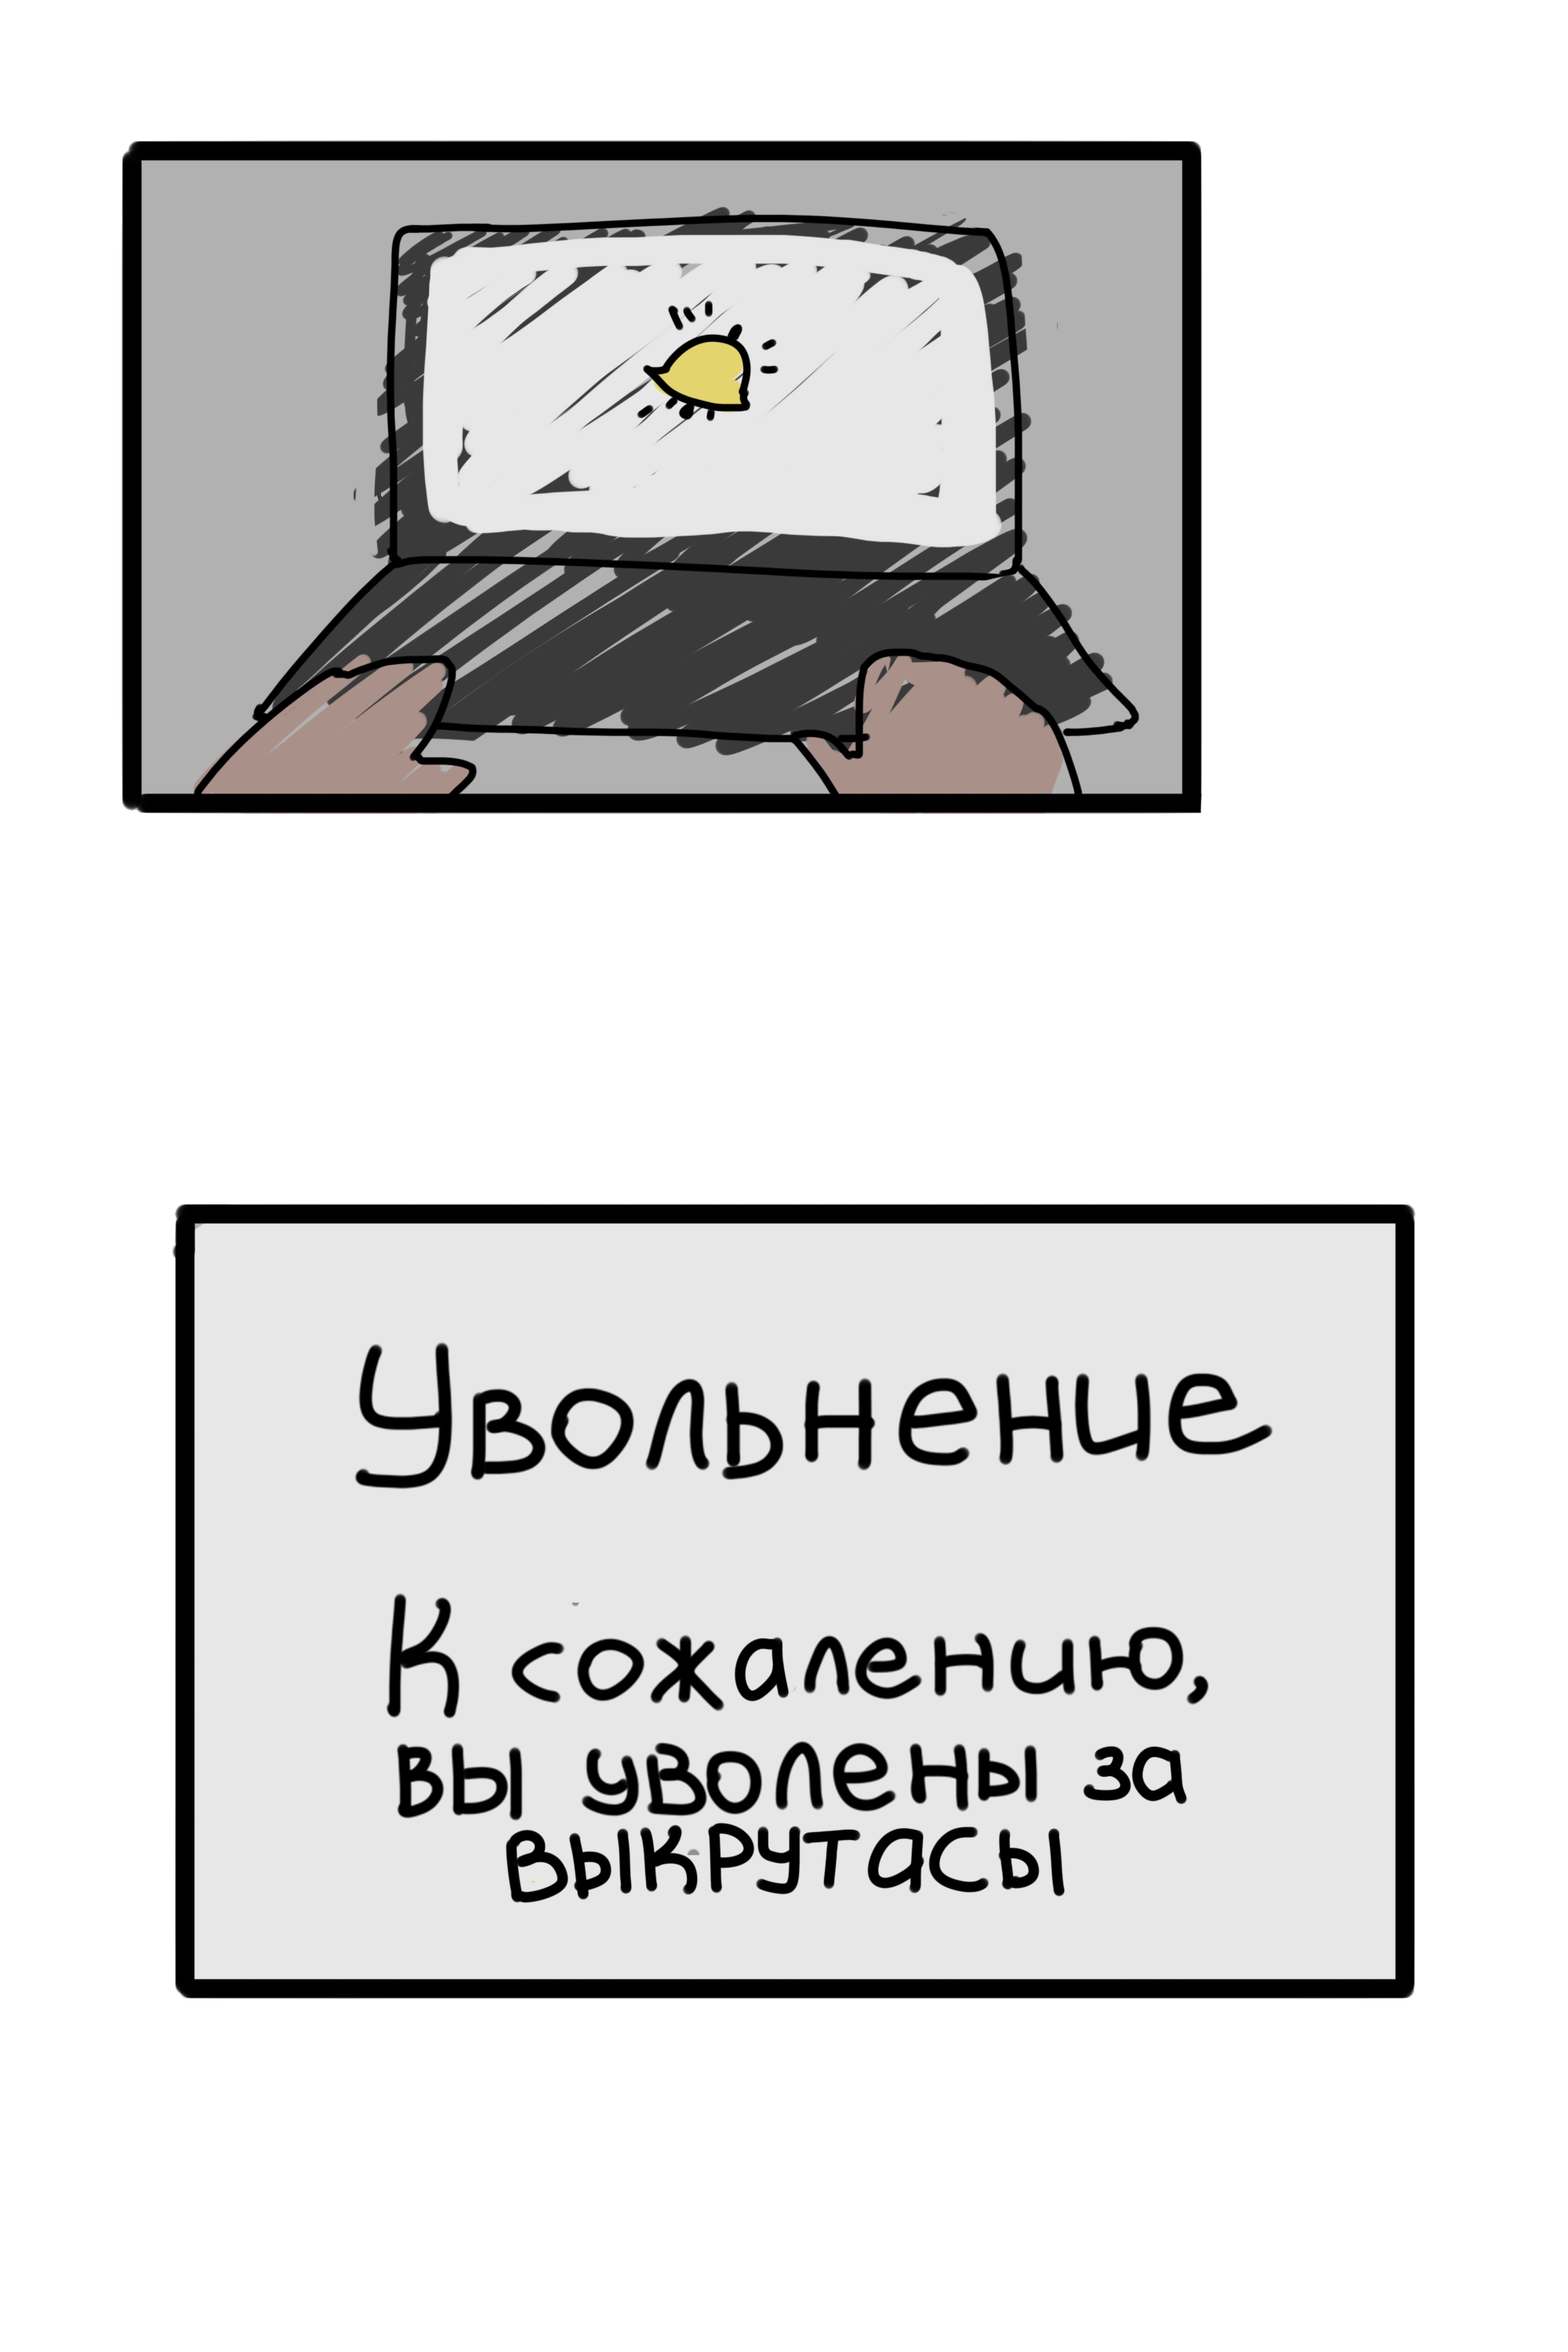 Увольнение
К сожалению,
вы уволены за
выкрутасы